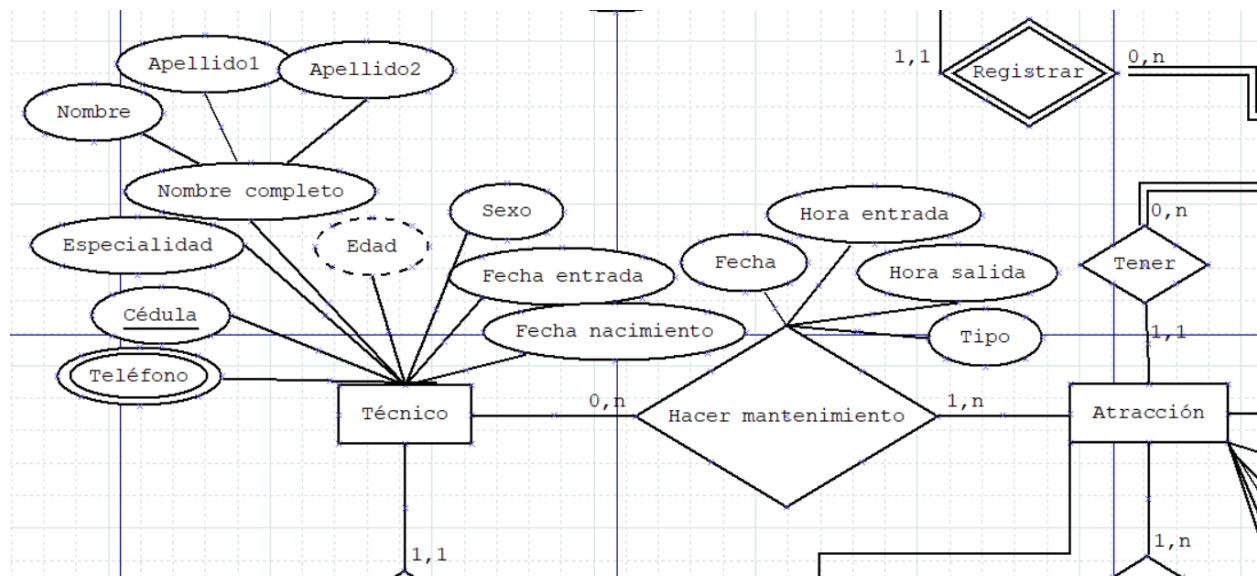 Apellido1
Apellido2
1,1
Registrar
0,n
Nombre
Nombre completo
Sexo
Hora entrada
0,n
Especialidad
Edad
Fecha entrada
Fecha
Hora salida
Tener
Cédula
Fecha nacimiento
Tipo
1,1
Teléfono
Técnico
0,n
Hacer mantenimiento
1,n
Atracción
1,1
1,n